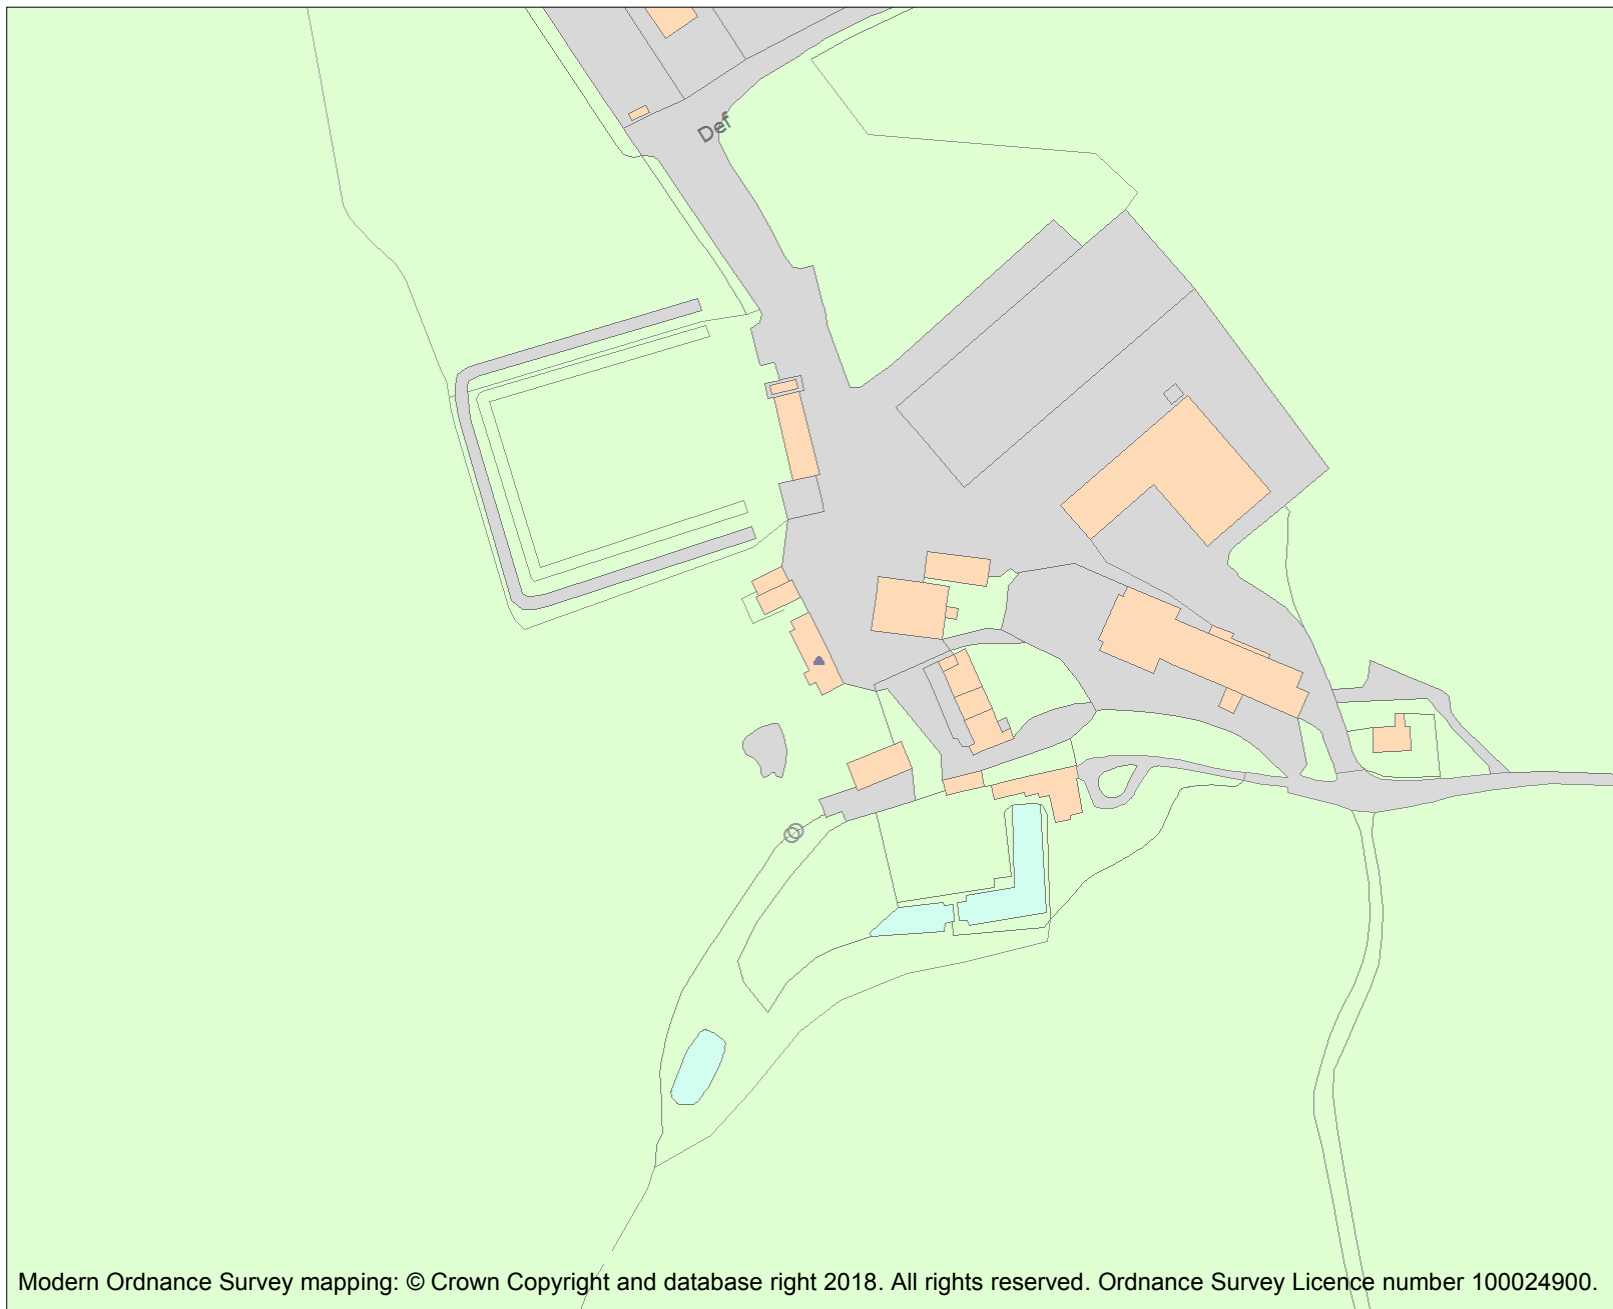 Def
Modern Ordnance Survey mapping: © Crown Copyright and database right 2018. All rights reserved. Ordnance Survey Licence number 100024900.